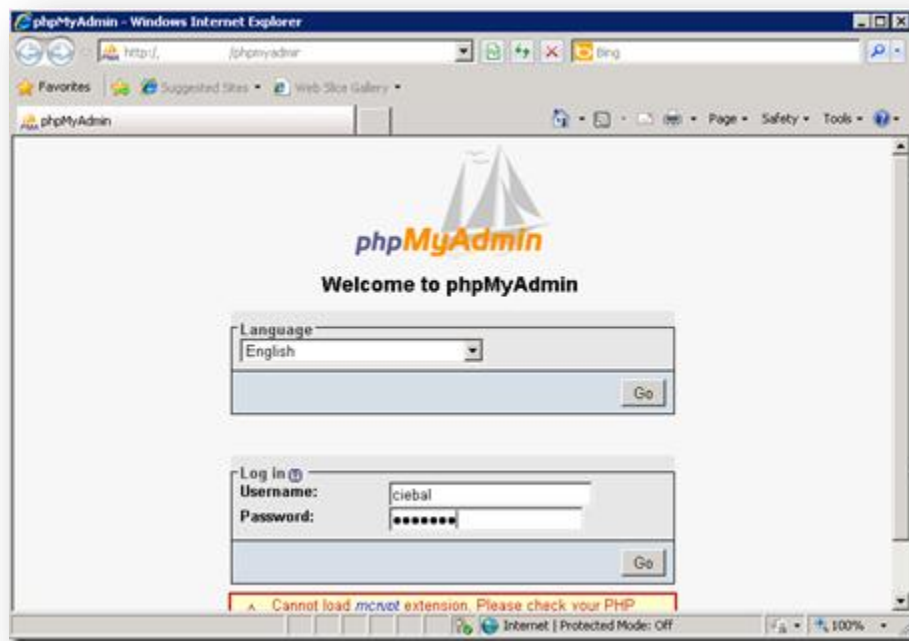 phpMyAdmin - Windows Internet Explorer
http://, /phpmyadmin
Bing
Favorites Suggested Sites Web Slice Gallery
phpMyAdmin Page Safety Tools
phpMyAdmin
Welcome to phpMyAdmin
Language
English
Go
Log in
Username: ciebal
Password: •••••••
Go
Cannot load mcrypt extension. Please check your PHP
Internet | Protected Mode: Off 100%